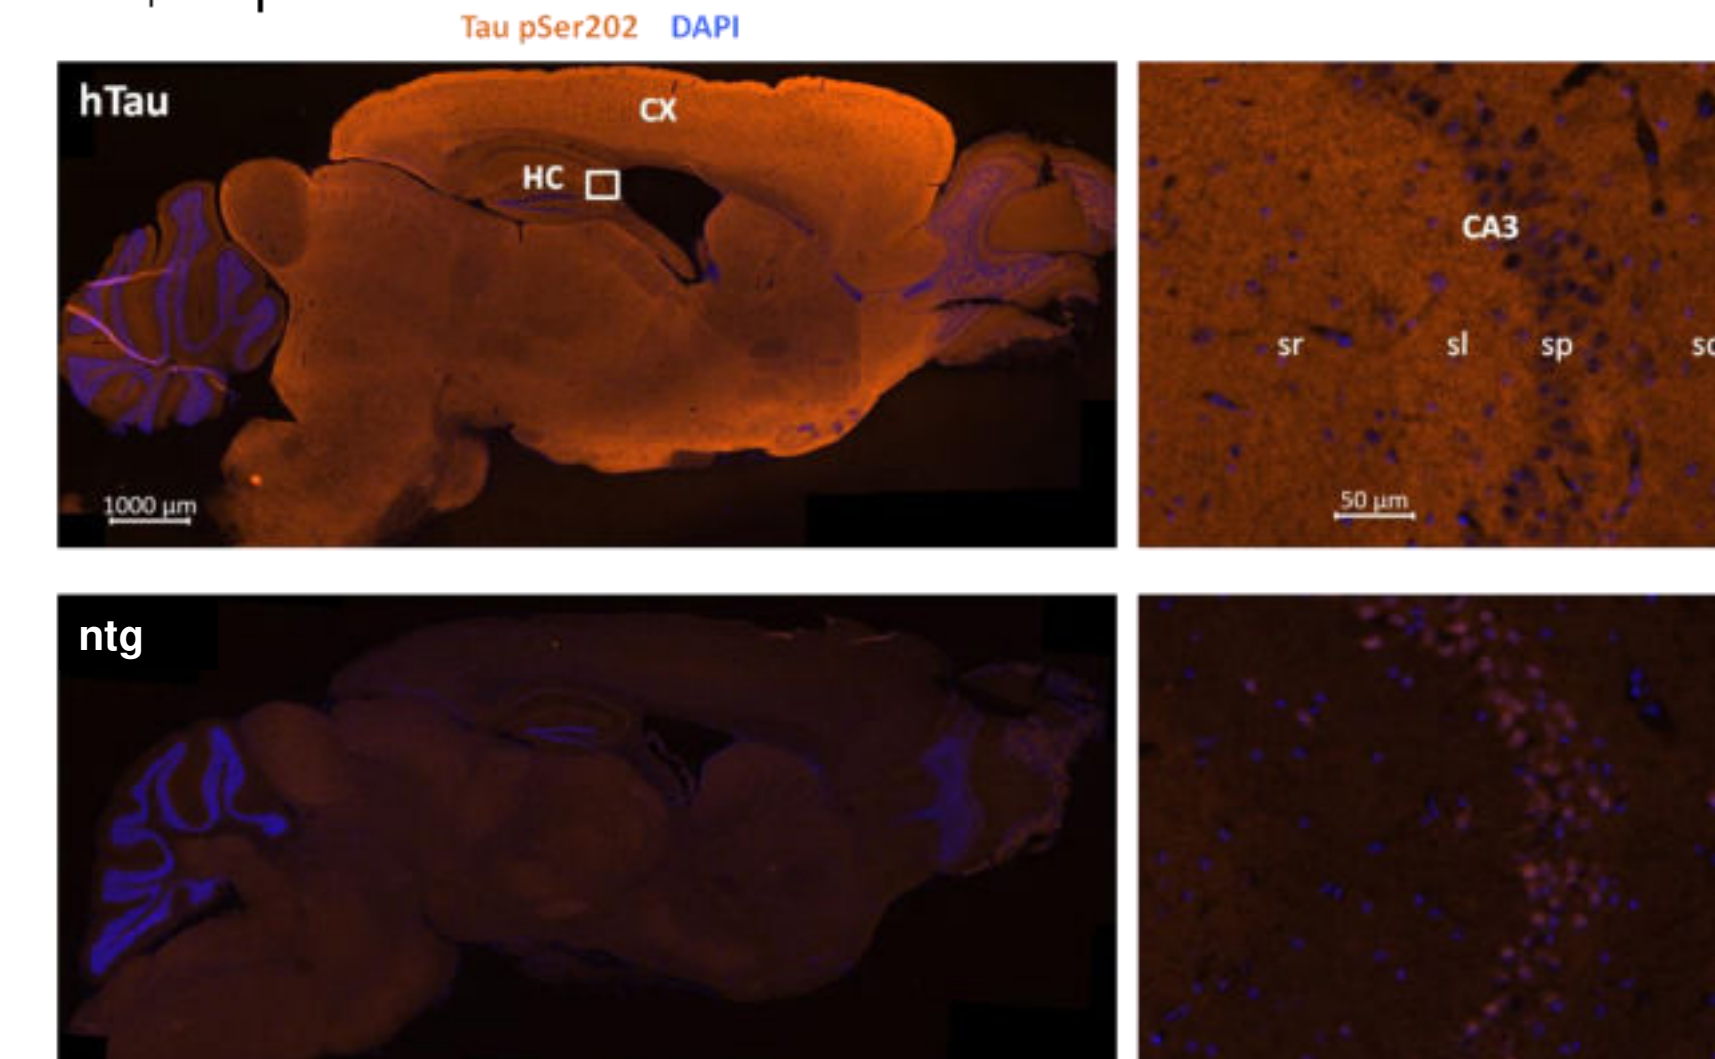 Tau pSer202 DAPI
hTau
CX
HC
1000 µm
CA3
sr sl sp
50 µm
ntg